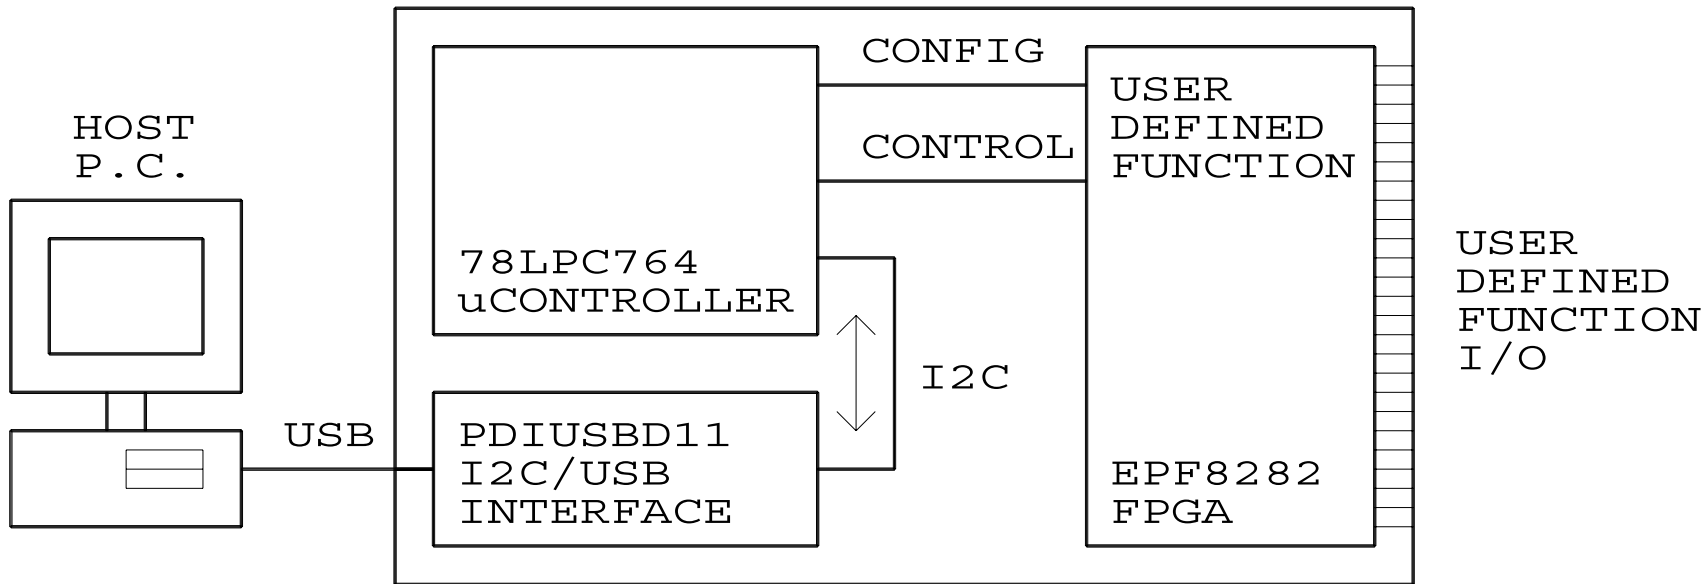 HOST
P.C.
USB
CONFIG
CONTROL
78LPC764
uCONTROLLER
I2C
PDIUSBD11
I2C/USB
INTERFACE
USER
DEFINED
FUNCTION
EPF8282
FPGA
USER
DEFINED
FUNCTION
I/O